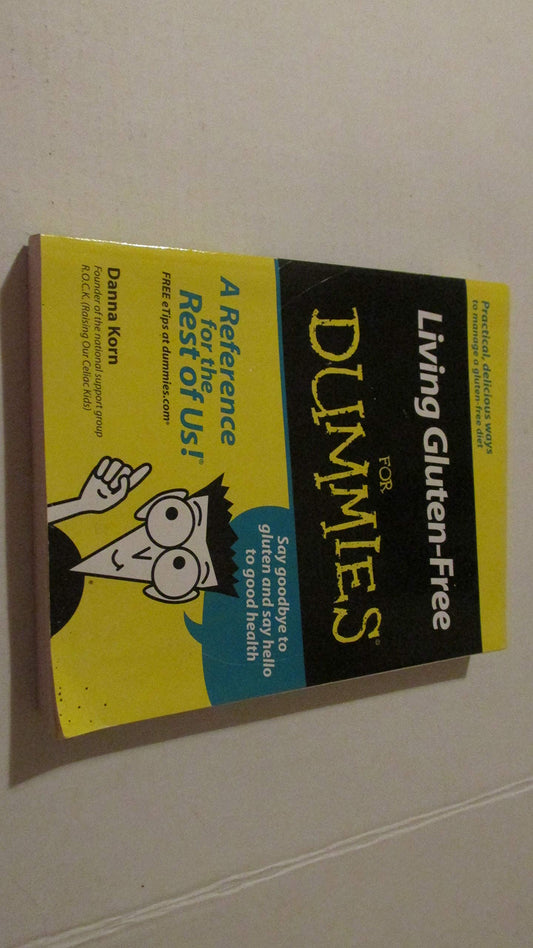 Practical, delicious ways
to manage a gluten-free diet
Living Gluten-Free
FOR
DUMMIES®
Say goodbye to
gluten and say hello
to good health
A Reference
for the
Rest of Us!®
FREE eTips at dummies.com®
Danna Korn
Founder of the national support group
R.O.C.K. (Raising Our Celiac Kids)